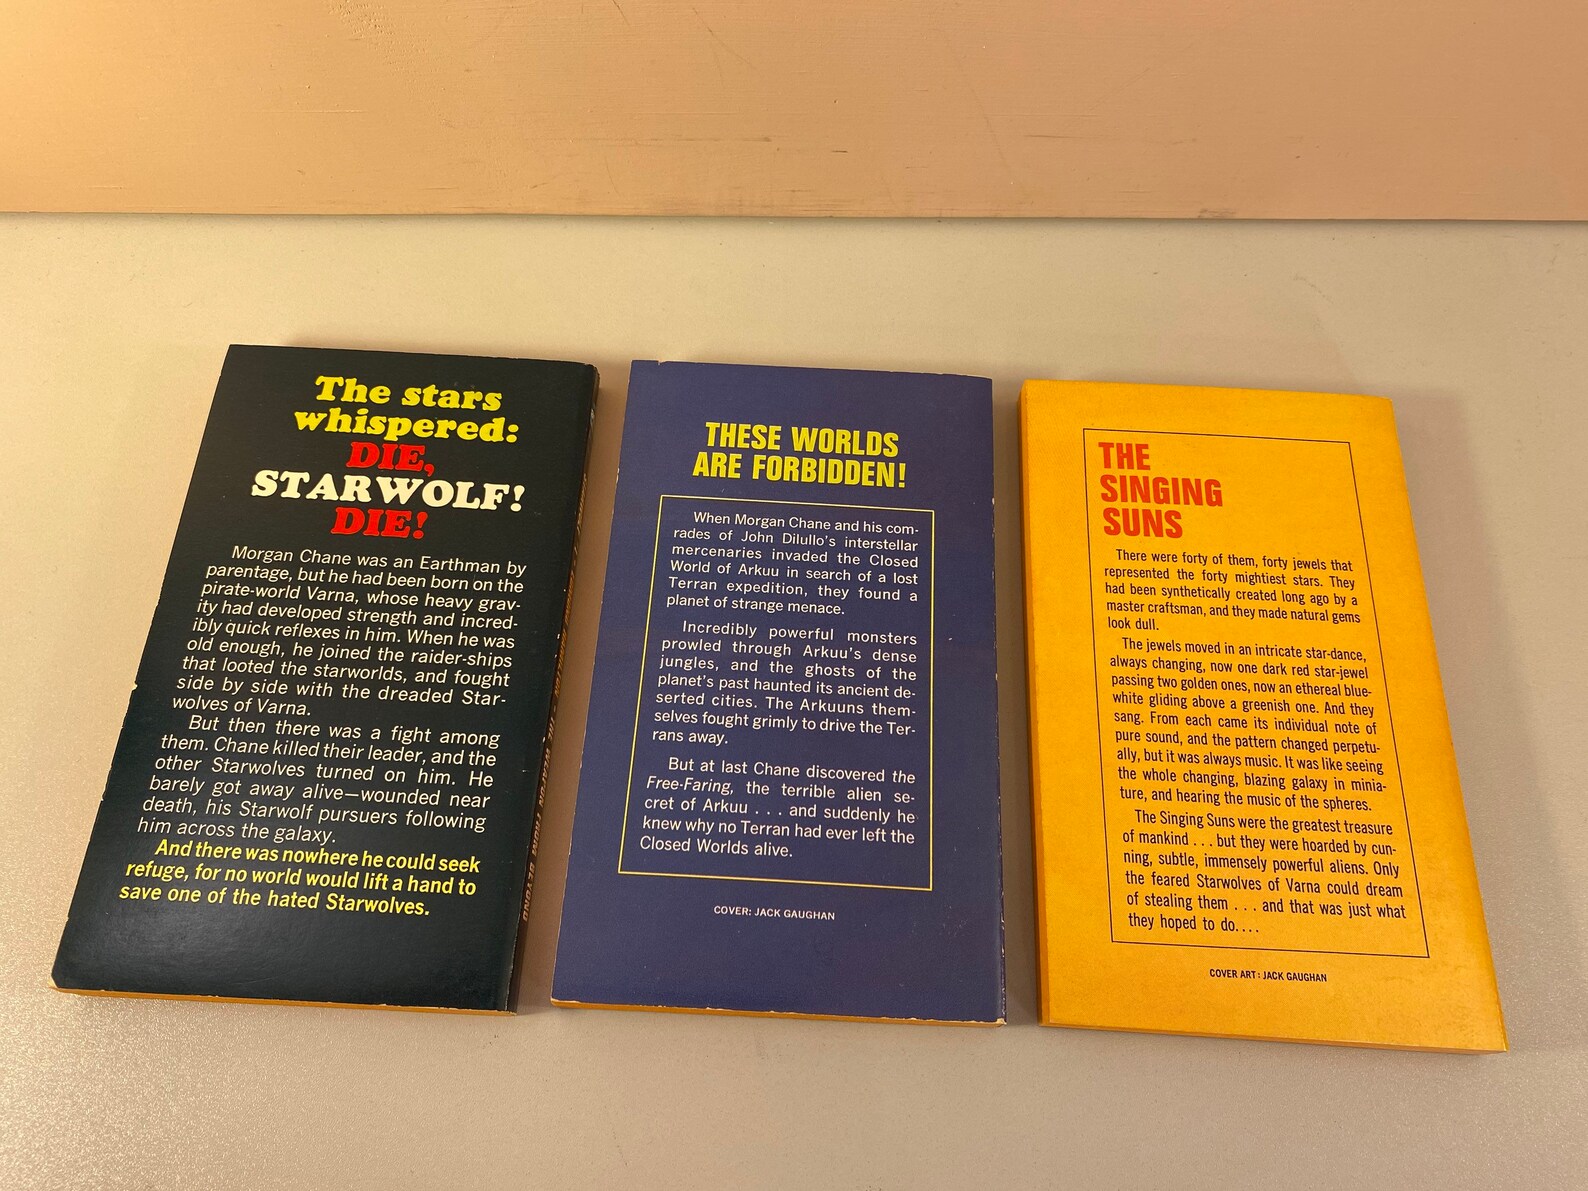 The stars
whispered:
DIE,
STARWOLF!
DIE!
Morgan Chane was an Earthman by
parentage, but he had been born on the
pirate-world Varna, whose heavy grav-
ity had developed strength and incred-
ibly quick reflexes in him. When he was
old enough, he joined the raider-ships
that looted the starworlds, and fought
side by side with the dreaded Star-
wolves of Varna.
But then there was a fight among
them. Chane killed their leader, and the
other Starwolves turned on him. He
barely got away alive—wounded near
death, his Starwolf pursuers following
him across the galaxy.
And there was nowhere he could seek
refuge, for no world would lift a hand to
save one of the hated Starwolves.
THE WEAPON FROM BEYOND
THESE WORLDS
ARE FORBIDDEN!
When Morgan Chane and his com-
rades of John Dilullo's interstellar
mercenaries invaded the Closed
World of Arkuu in search of a lost
Terran expedition, they found a
planet of strange menace.
Incredibly powerful monsters
prowled through Arkuu's dense
jungles, and the ghosts of the
planet's past haunted its ancient de-
serted cities. The Arkuuns them-
selves fought grimly to drive the Ter-
rans away.
But at last Chane discovered the
Free-Faring, the terrible alien se-
cret of Arkuu . . . and suddenly he
knew why no Terran had ever left the
Closed Worlds alive.
COVER: JACK GAUGHAN
THE
SINGING
SUNS
There were forty of them, forty jewels that
represented the forty mightiest stars. They
had been synthetically created long ago by a
master craftsman, and they made natural gems
look dull.
The jewels moved in an intricate star-dance,
always changing, now one dark red star-jewel
passing two golden ones, now an ethereal blue-
white gliding above a greenish one. And they
sang. From each came its individual note of
pure sound, and the pattern changed perpetu-
ally, but it was always music. It was like seeing
the whole changing, blazing galaxy in minia-
ture, and hearing the music of the spheres.
The Singing Suns were the greatest treasure
of mankind . . . but they were hoarded by cun-
ning, subtle, immensely powerful aliens. Only
the feared Starwolves of Varna could dream
of stealing them . . . and that was just what
they hoped to do. . . .
COVER ART: JACK GAUGHAN